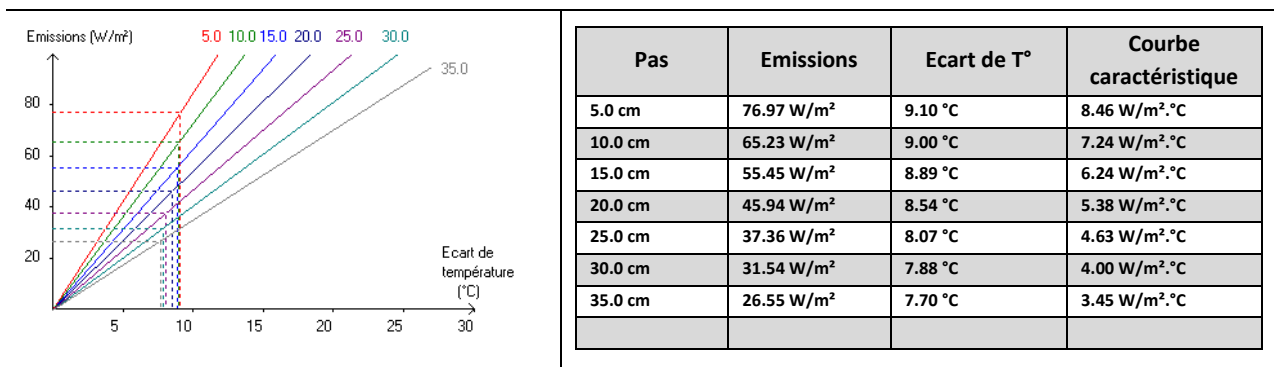 Emissions (W/m²) 5.0 10.0 15.0 20.0 25.0 30.0
35.0
80
60
40
20
Ecart de
température
(°C)
5 10 15 20 25 30
Pas Emissions Ecart de T° Courbe caractéristique
5.0 cm 76.97 W/m² 9.10 °C 8.46 W/m².°C
10.0 cm 65.23 W/m² 9.00 °C 7.24 W/m².°C
15.0 cm 55.45 W/m² 8.89 °C 6.24 W/m².°C
20.0 cm 45.94 W/m² 8.54 °C 5.38 W/m².°C
25.0 cm 37.36 W/m² 8.07 °C 4.63 W/m².°C
30.0 cm 31.54 W/m² 7.88 °C 4.00 W/m².°C
35.0 cm 26.55 W/m² 7.70 °C 3.45 W/m².°C